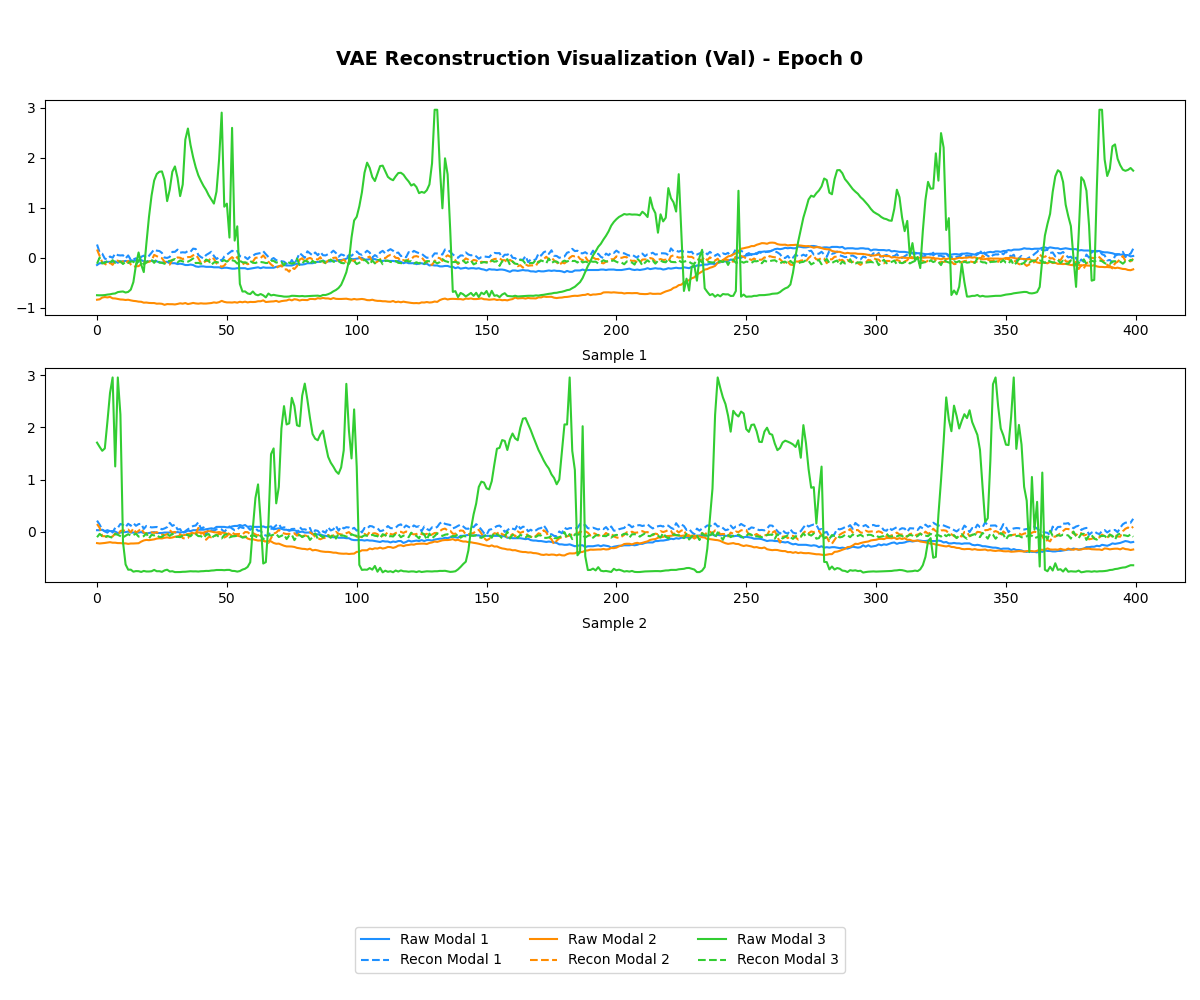 VAE Reconstruction Visualization (Val) - Epoch 0
3
2
1
0
−1
0 50 100 150 200 250 300 350 400
Sample 1
3
2
1
0
0 50 100 150 200 250 300 350 400
Sample 2
Raw Modal 1 Raw Modal 2 Raw Modal 3
Recon Modal 1 Recon Modal 2 Recon Modal 3